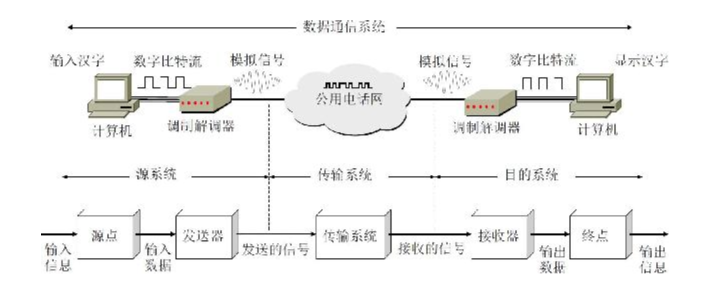 数据通信系统
输入汉字
数字比特流
模拟信号
模拟信号
数字比特流
显示汉字
公用电话网
计算机
调制解调器
调制解调器
计算机
源系统
传输系统
目的系统
源点
发送器
传输系统
接收器
终点
输入
信息
输入
数据
发送的信号
接收的信号
输出
数据
输出
信息